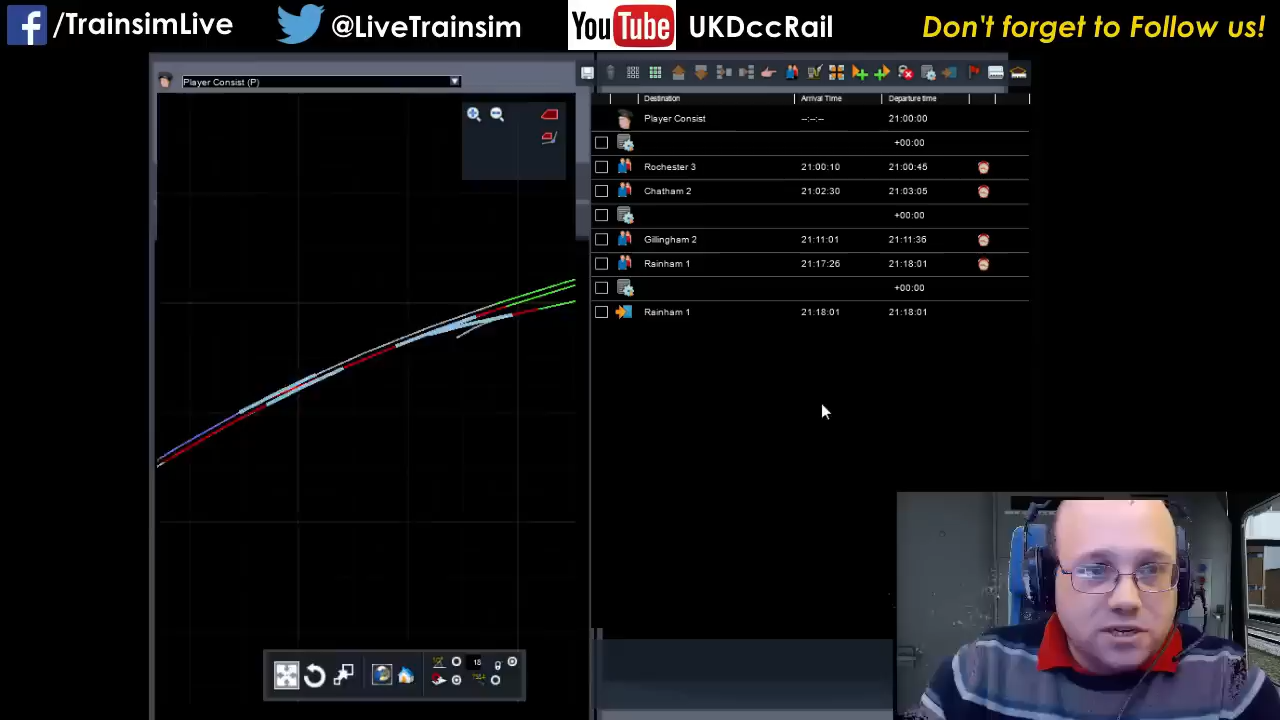 f /TrainsimLive @LiveTrainsim YouTube UKDccRail Don't forget to Follow us!
Player Consist (P)
Destination Arrival Time Departure time
Player Consist --:--:-- 21:00:00
+00:00
Rochester 3 21:00:10 21:00:45
Chatham 2 21:02:30 21:03:05
+00:00
Gillingham 2 21:11:01 21:11:36
Rainham 1 21:17:26 21:18:01
+00:00
Rainham 1 21:18:01 21:18:01
18